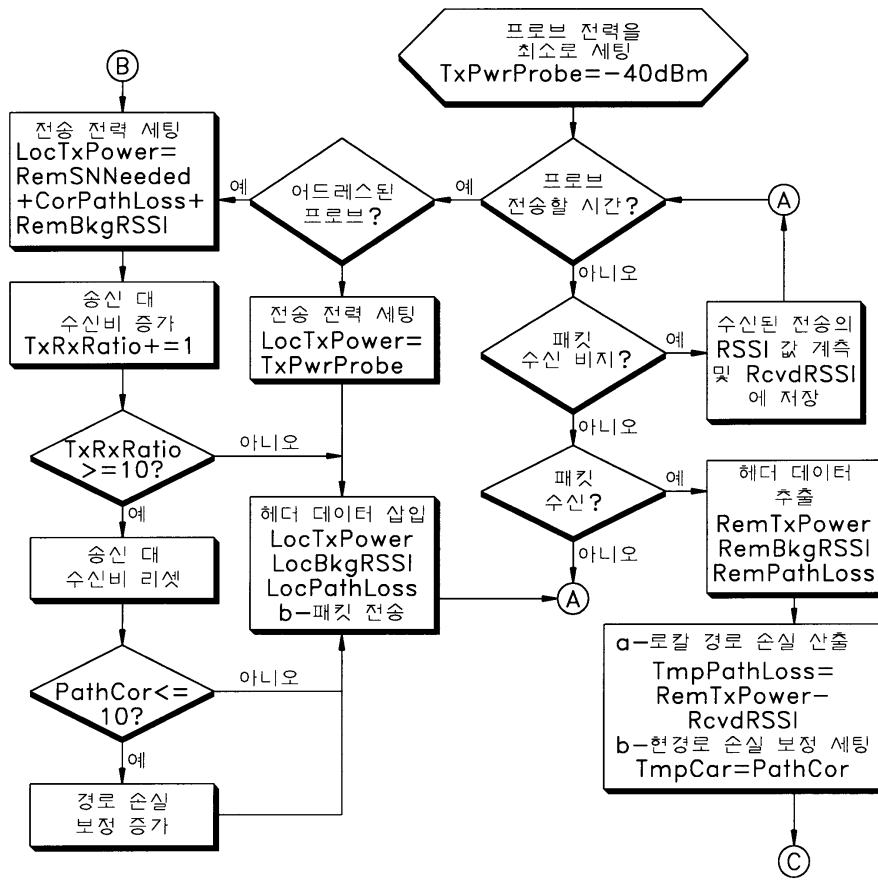 프로브 전력을
최소로 세팅
TxPwrProbe=-40dBm
B
전송 전력 세팅
LocTxPower=
RemSNNeeded
+CorPathLoss+
RemBkgRSSI
예
어드레스된
프로브?
예
프로브
전송할 시간?
A
아니오
송신 대
수신비 증가
TxRxRatio+=1
전송 전력 세팅
LocTxPower=
TxPwrProbe
패킷
수신 비지?
예
수신된 전송의
RSSI 값 계측
및 RcvdRSSI
에 저장
아니오
TxRxRatio
>=10?
아니오
예
패킷
수신?
예
헤더 데이터
추출
RemTxPower
RemBkgRSSI
RemPathLoss
아니오
송신 대
수신비 리셋
헤더 데이터 삽입
LocTxPower
LocBkgRSSI
LocPathLoss
b-패킷 전송
A
PathCor<=
10?
아니오
예
경로 손실
보정 증가
a-로칼 경로 손실 산출
TmpPathLoss=
RemTxPower-
RcvdRSSI
b-현경로 손실 보정 세팅
TmpCar=PathCor
C